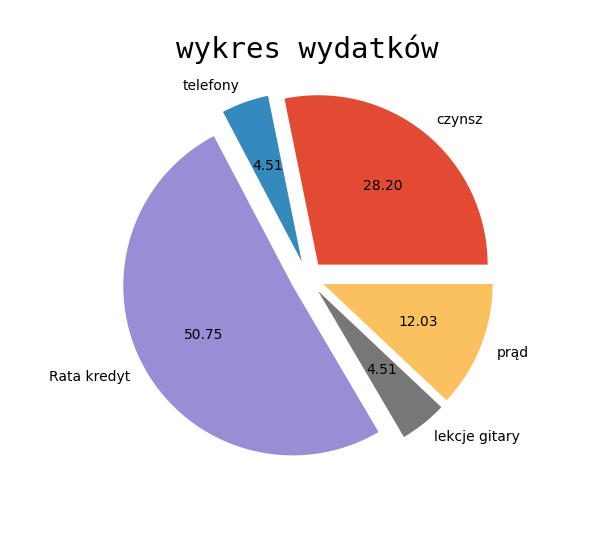 wykres wydatków
telefony
czynsz
4.51
28.20
50.75
12.03
prąd
4.51
Rata kredyt
lekcje gitary